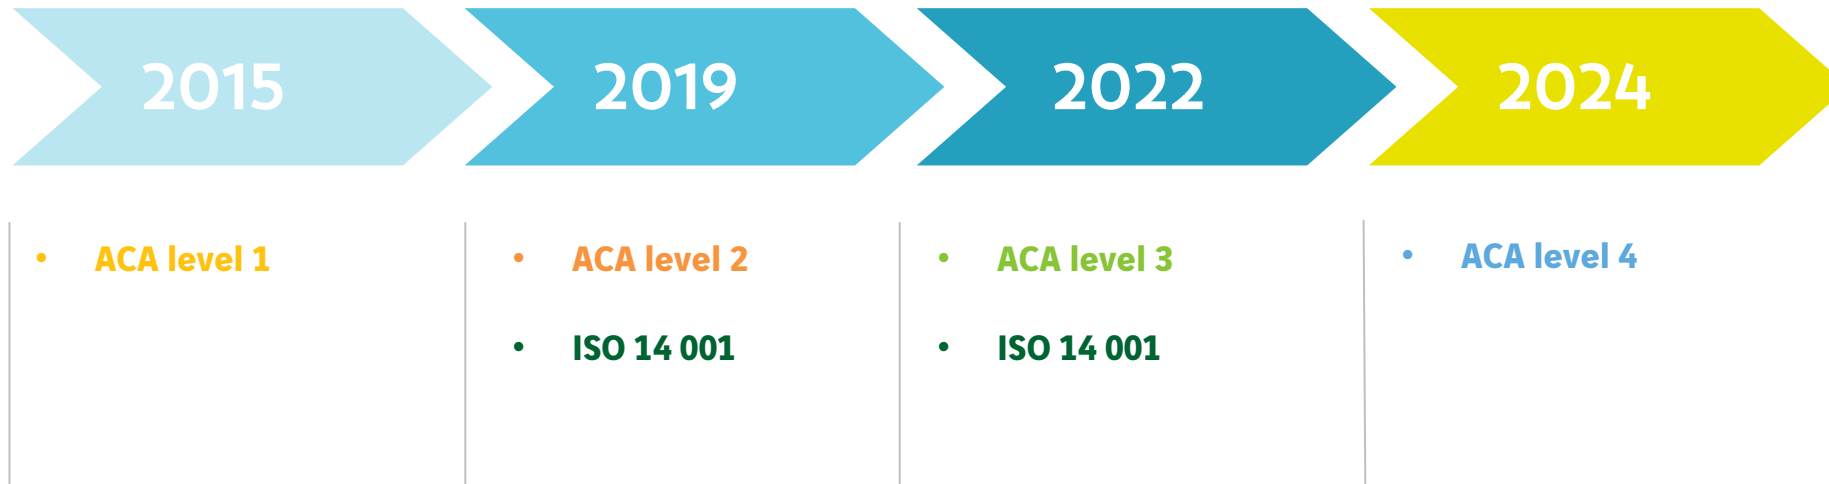 2015
2019
2022
2024
• ACA level 1
• ACA level 2
• ISO 14 001
• ACA level 3
• ISO 14 001
• ACA level 4